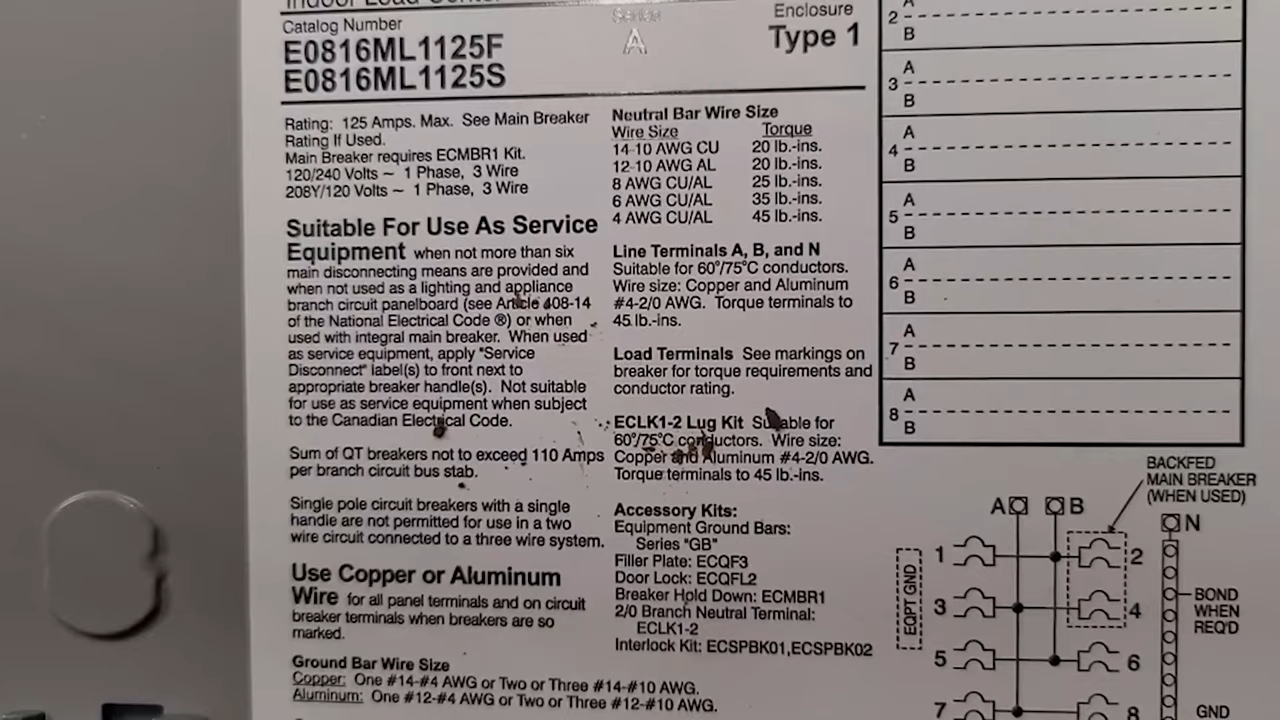 Indoor Load Center
Catalog Number
E0816ML1125F
E0816ML1125S
Series
A
Enclosure
Type 1
Rating: 125 Amps. Max. See Main Breaker
Rating If Used.
Main Breaker requires ECMBR1 Kit.
120/240 Volts ~ 1 Phase, 3 Wire
208Y/120 Volts ~ 1 Phase, 3 Wire
Suitable For Use As Service
Equipment when not more than six
main disconnecting means are provided and
when not used as a lighting and appliance
branch circuit panelboard (see Article 408-14
of the National Electrical Code ®) or when
used with integral main breaker. When used
as service equipment, apply "Service
Disconnect" label(s) to front next to
appropriate breaker handle(s). Not suitable
for use as service equipment when subject
to the Canadian Electrical Code.
Sum of QT breakers not to exceed 110 Amps
per branch circuit bus stab.
Single pole circuit breakers with a single
handle are not permitted for use in a two
wire circuit connected to a three wire system.
Use Copper or Aluminum
Wire for all panel terminals and on circuit
breaker terminals when breakers are so
marked.
Ground Bar Wire Size
Copper: One #14-#4 AWG or Two or Three #14-#10 AWG.
Aluminum: One #12-#4 AWG or Two or Three #12-#10 AWG.
Neutral Bar Wire Size
Wire Size Torque
14-10 AWG CU 20 lb.-ins.
12-10 AWG AL 20 lb.-ins.
8 AWG CU/AL 25 lb.-ins.
6 AWG CU/AL 35 lb.-ins.
4 AWG CU/AL 45 lb.-ins.
Line Terminals A, B, and N
Suitable for 60°/75°C conductors.
Wire size: Copper and Aluminum
#4-2/0 AWG. Torque terminals to
45 lb.-ins.
Load Terminals See markings on
breaker for torque requirements and
conductor rating.
ECLK1-2 Lug Kit Suitable for
60°/75°C conductors. Wire size:
Copper and Aluminum #4-2/0 AWG.
Torque terminals to 45 lb.-ins.
Accessory Kits:
Equipment Ground Bars:
Series "GB"
Filler Plate: ECQF3
Door Lock: ECQFL2
Breaker Hold Down: ECMBR1
2/0 Branch Neutral Terminal:
ECLK1-2
Interlock Kit: ECSPBK01,ECSPBK02
2 A
B
3 A
B
4 A
B
5 A
B
6 A
B
7 A
B
8 A
B
BACKFED
MAIN BREAKER
(WHEN USED)
A B
N
1 2
3 4
5 6
7 8
EQPT GND
BOND
WHEN
REQ'D
GND